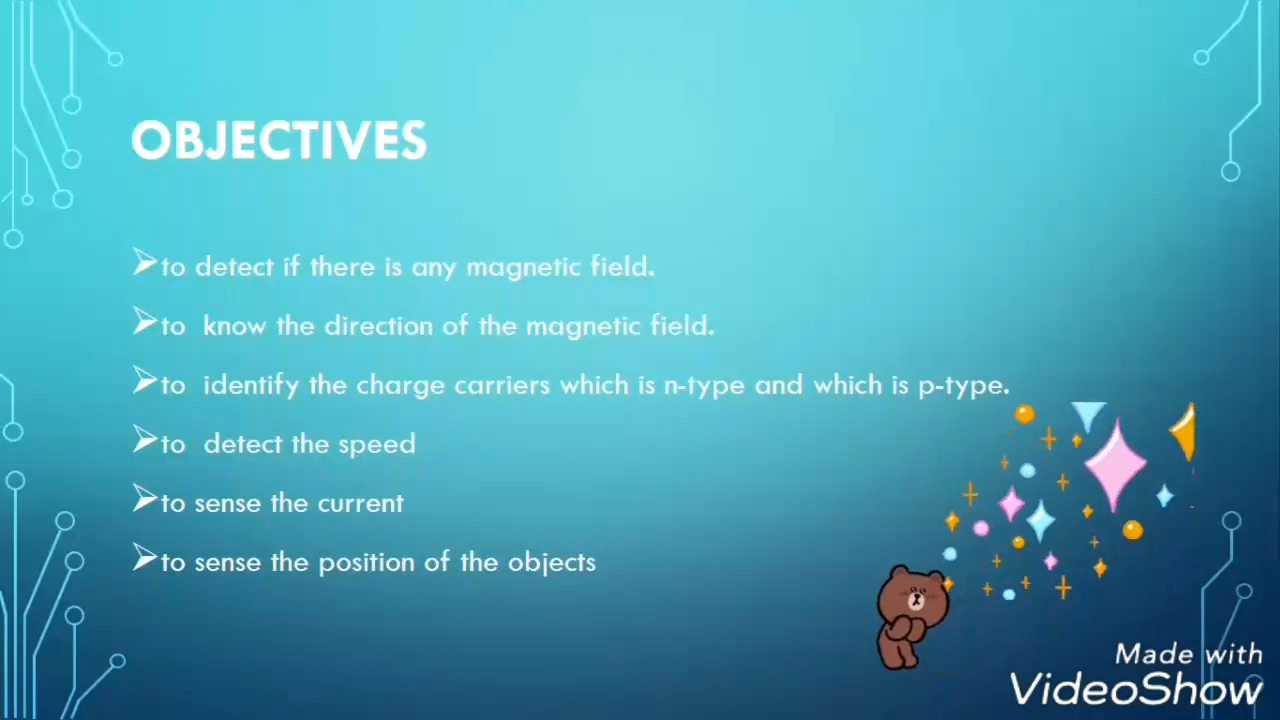 OBJECTIVES
to detect if there is any magnetic field.
to know the direction of the magnetic field.
to identify the charge carriers which is n-type and which is p-type.
to detect the speed
to sense the current
to sense the position of the objects
Made with
VideoShow